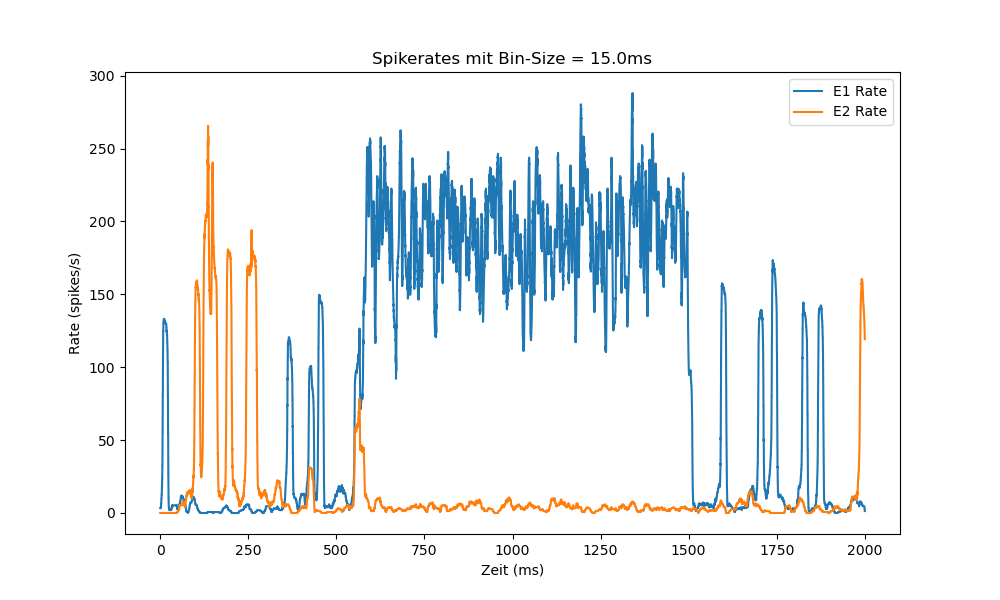 Spikerates mit Bin-Size = 15.0ms
E1 Rate
E2 Rate
Rate (spikes/s)
300
250
200
150
100
50
0
0 250 500 750 1000 1250 1500 1750 2000
Zeit (ms)